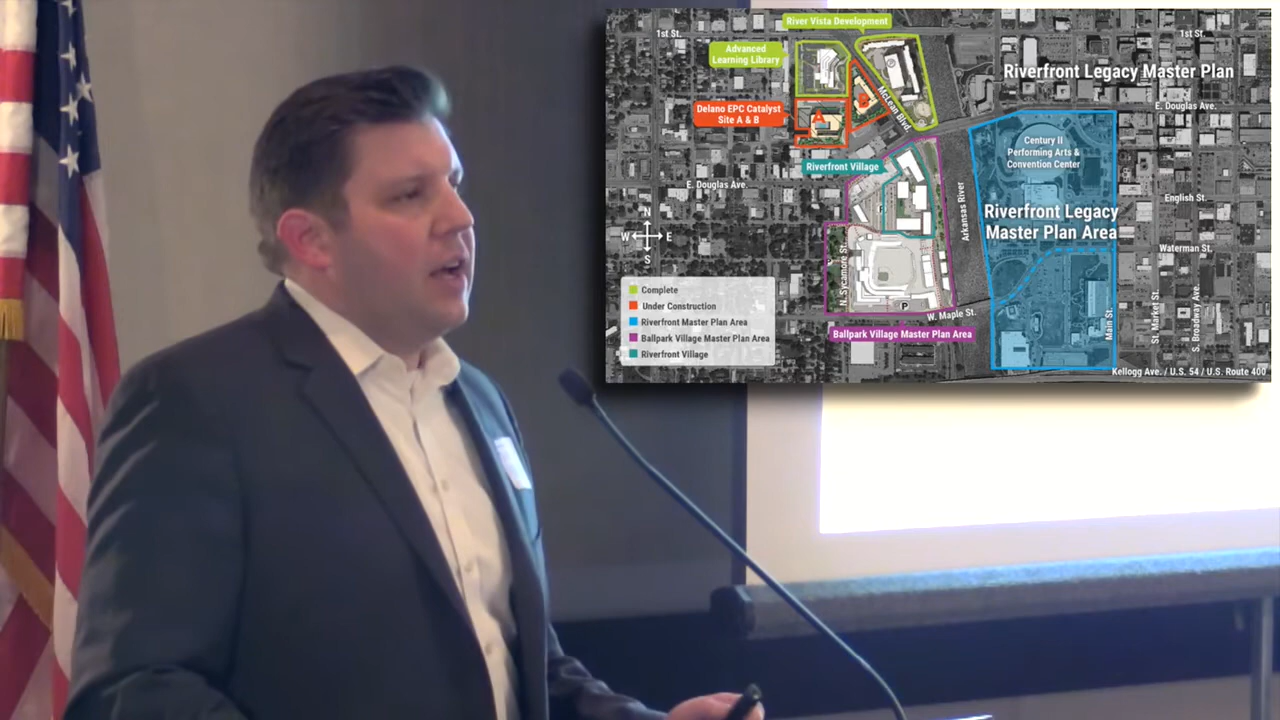 River Vista Development
1st St.
1st St.
Advanced
Learning Library
Riverfront Legacy Master Plan
Delano EPC Catalyst
Site A & B
A
B
McLean Blvd.
E. Douglas Ave.
Century II
Performing Arts &
Convention Center
Riverfront Village
E. Douglas Ave.
English St.
Arkansas River
Riverfront Legacy
Master Plan Area
N
W E
S
N. Sycamore St.
Waterman St.
Complete
Under Construction
Riverfront Master Plan Area
Ballpark Village Master Plan Area
Riverfront Village
P
W. Maple St.
Ballpark Village Master Plan Area
Main St.
St. Market St.
S. Broadway Ave.
Kellogg Ave. / U.S. 54 / U.S. Route 400